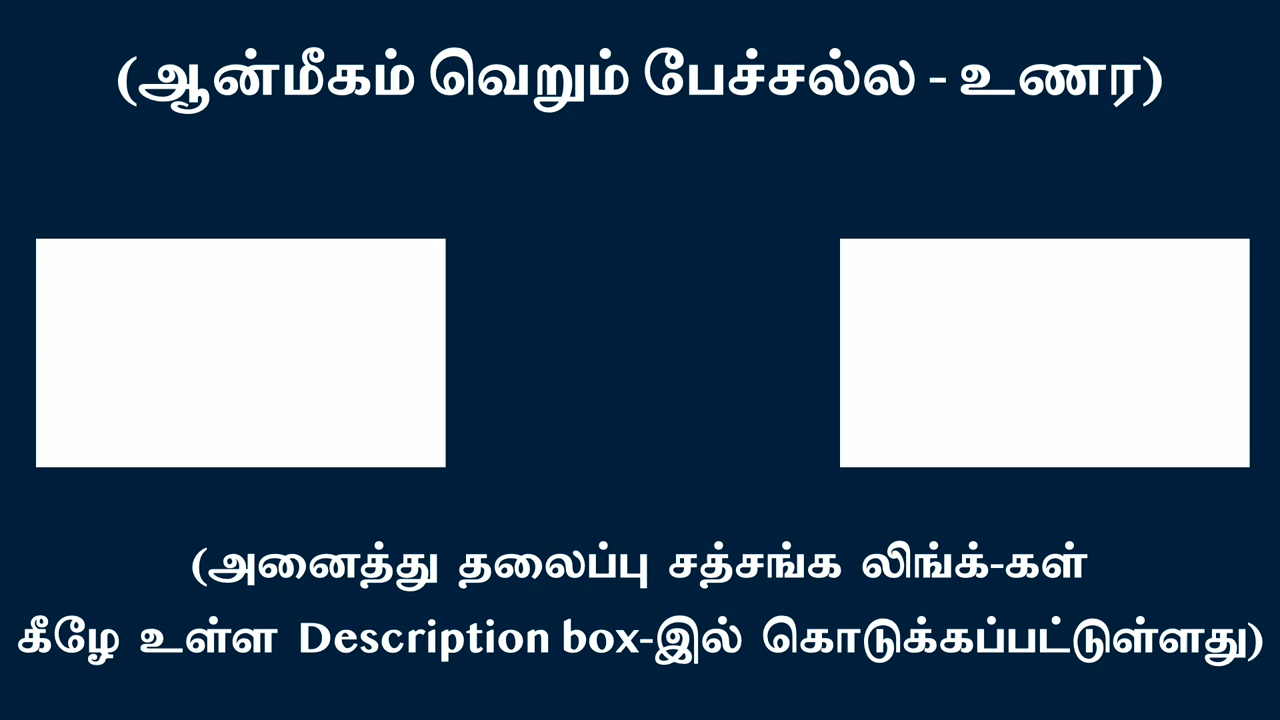 (ஆன்மீகம் வெறும் பேச்சல்ல - உணர)
(அனைத்து தலைப்பு சத்சங்க லிங்க்-கள்
கீழே உள்ள Description box-இல் கொடுக்கப்பட்டுள்ளது)